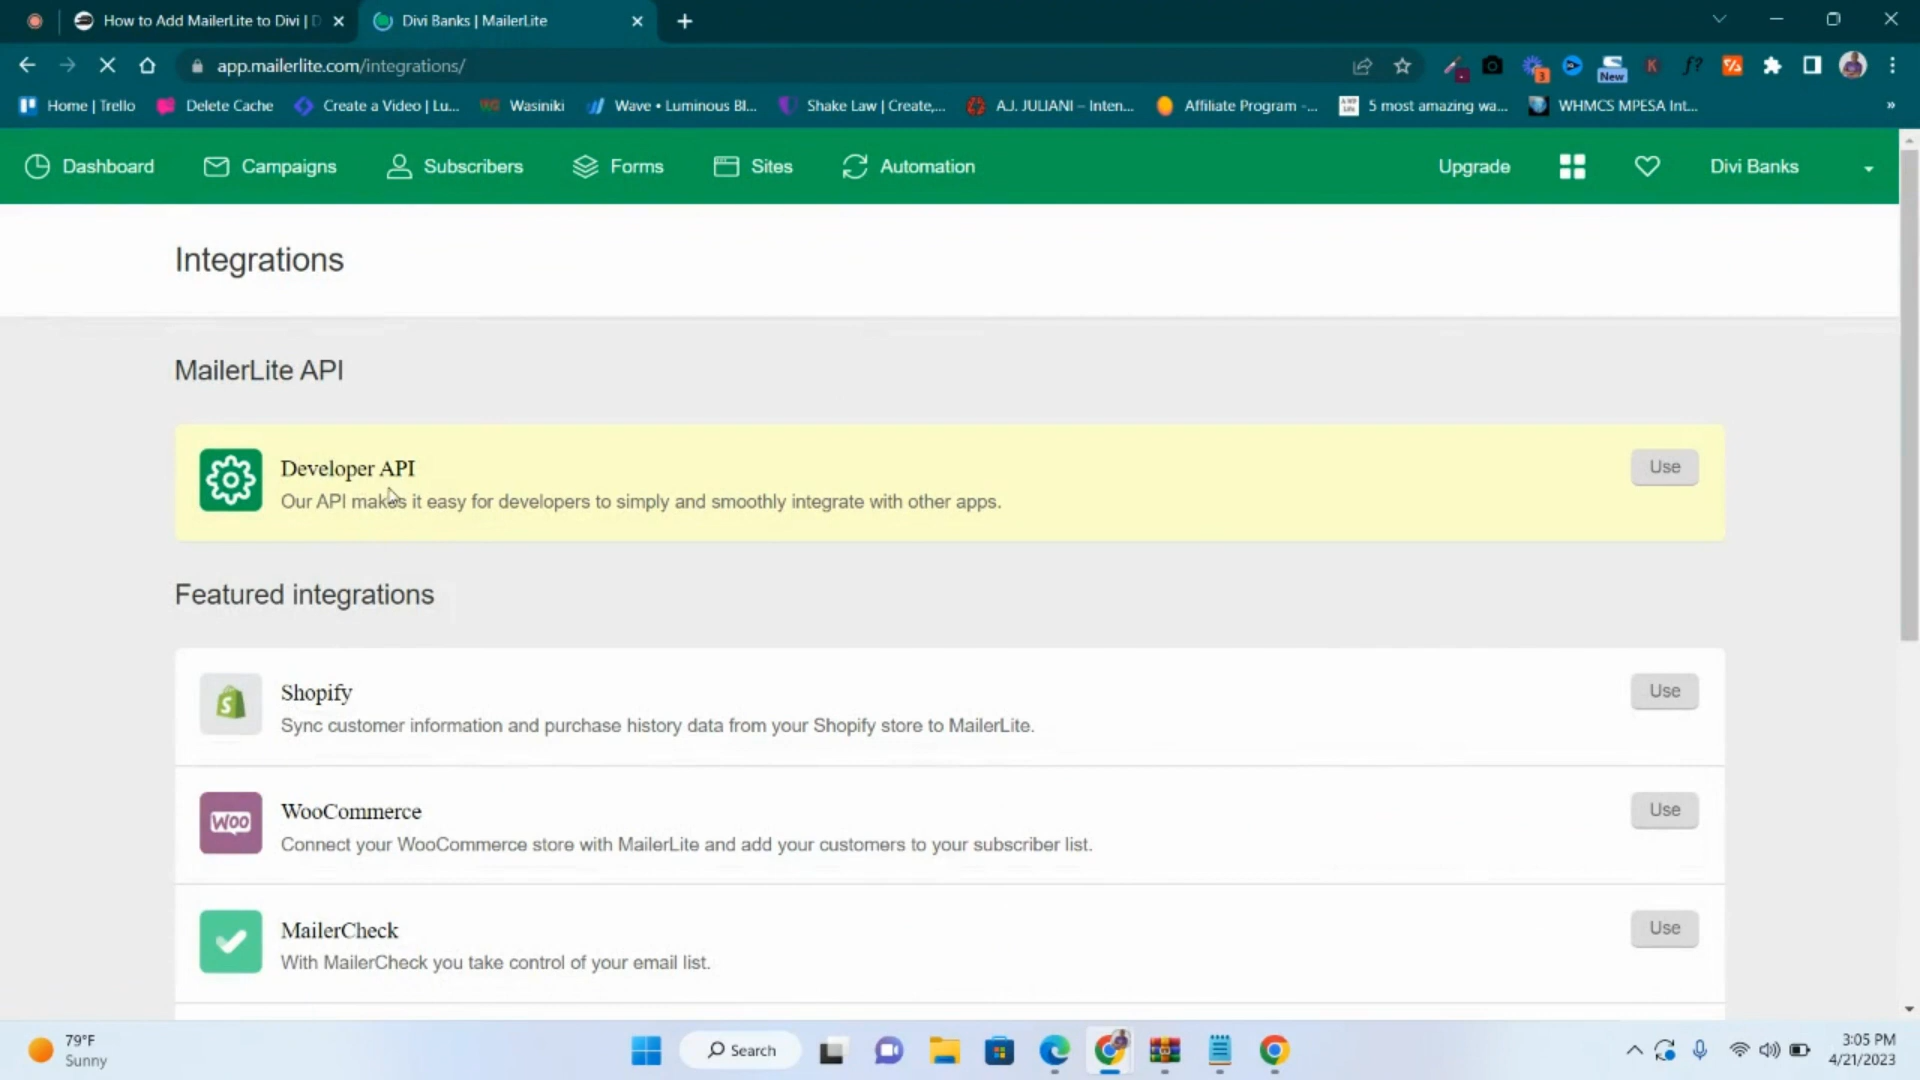 How to Add MailerLite to Divi | D
Divi Banks | MailerLite
app.mailerlite.com/integrations/
3
New
K
f?
Home | Trello
Delete Cache
Create a Video | Lu...
Wasiniki
Wave • Luminous Bl...
Shake Law | Create,...
A.J. JULIANI – Inten...
Affiliate Program -...
5 most amazing wa...
WHMCS MPESA Int...
»
Dashboard
Campaigns
Subscribers
Forms
Sites
Automation
Upgrade
Divi Banks
Integrations
MailerLite API
Developer API
Use
Our API makes it easy for developers to simply and smoothly integrate with other apps.
Featured integrations
Shopify
Use
Sync customer information and purchase history data from your Shopify store to MailerLite.
WOO
WooCommerce
Use
Connect your WooCommerce store with MailerLite and add your customers to your subscriber list.
MailerCheck
Use
With MailerCheck you take control of your email list.
79°F
Sunny
Search
3:05 PM
4/21/2023